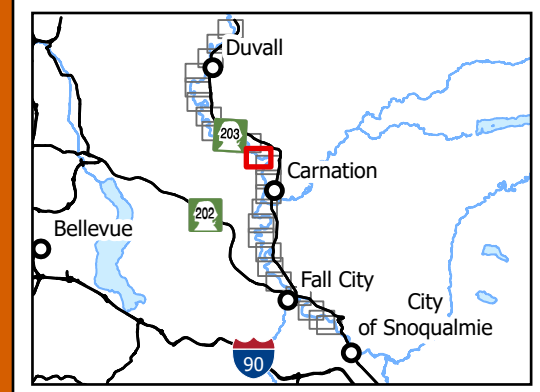 Duvall
203
Carnation
202
Bellevue
Fall City
City
of Snoqualmie
90